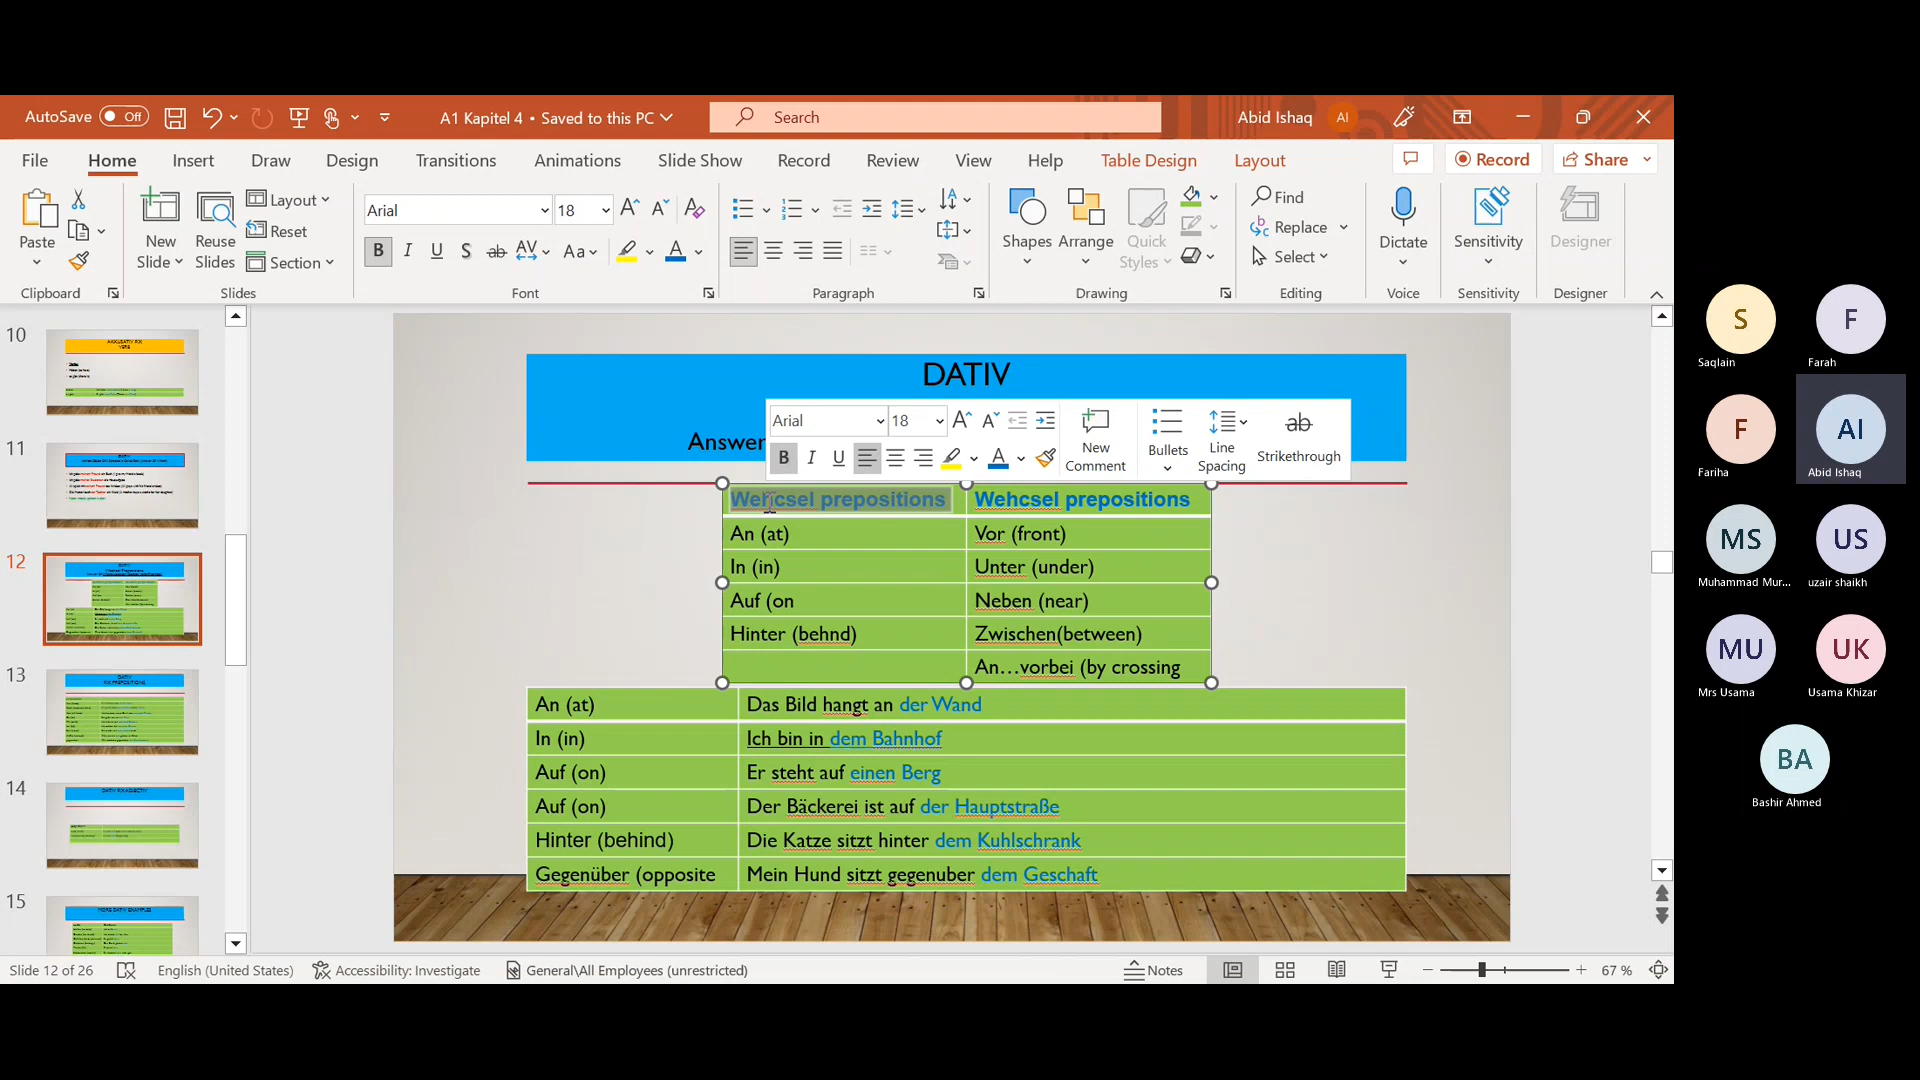 AutoSave Off A1 Kapitel 4 • Saved to this PC Search Abid Ishaq AI
File Home Insert Draw Design Transitions Animations Slide Show Record Review View Help Table Design Layout Record Share
Paste New Slide Reuse Slides Layout Reset Section Arial 18 Shapes Arrange Quick Styles Find Replace Select Dictate Sensitivity Designer
Clipboard Slides Font Paragraph Drawing Editing Voice Sensitivity Designer
10
11
12
13
14
15
DATIV
Answer
Arial 18 New Comment Bullets Line Spacing Strikethrough
Wehcsel prepositions Wehcsel prepositions
An (at) Vor (front)
In (in) Unter (under)
Auf (on Neben (near)
Hinter (behnd) Zwischen(between)
An…vorbei (by crossing
An (at) Das Bild hangt an der Wand
In (in) Ich bin in dem Bahnhof
Auf (on) Er steht auf einen Berg
Auf (on) Der Bäckerei ist auf der Hauptstraße
Hinter (behind) Die Katze sitzt hinter dem Kuhlschrank
Gegenüber (opposite Mein Hund sitzt gegenuber dem Geschaft
Slide 12 of 26 English (United States) Accessibility: Investigate General\All Employees (unrestricted) Notes 67 %
S F
Saqlain Farah
F AI
Fariha Abid Ishaq
MS US
Muhammad Mur... uzair shaikh
MU UK
Mrs Usama Usama Khizar
BA
Bashir Ahmed